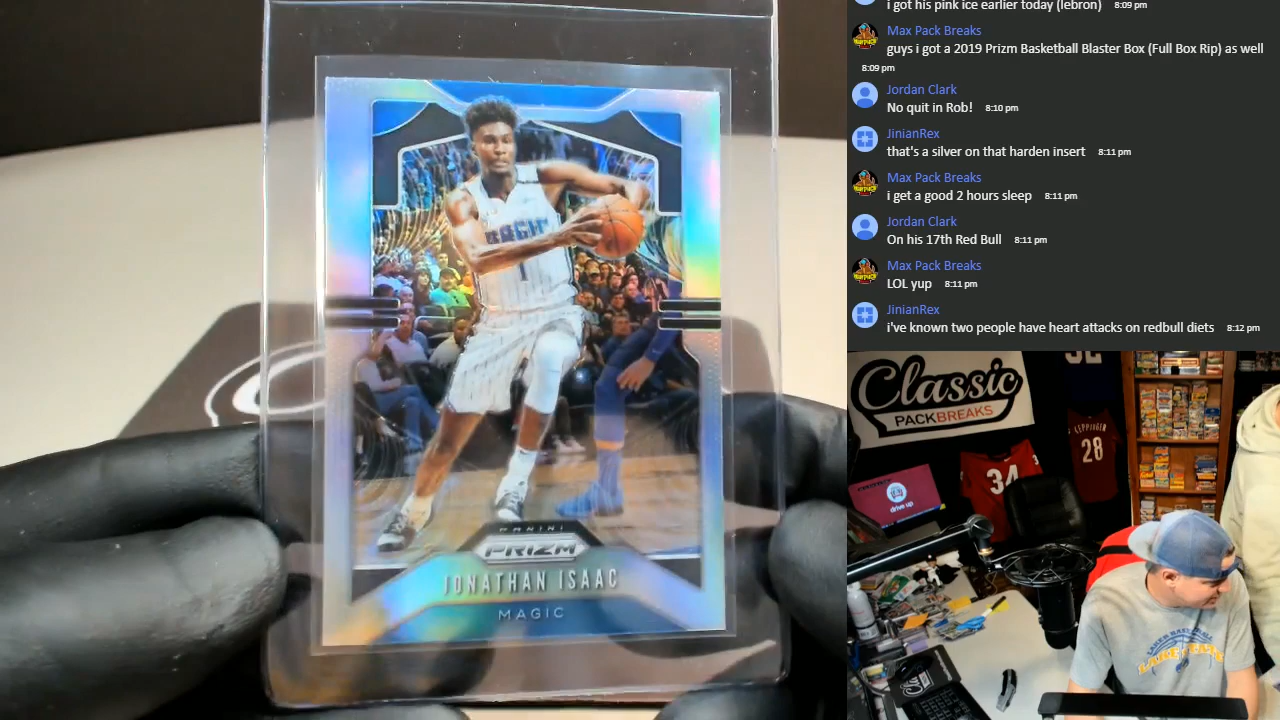 MAGIC
1
PANINI
PRIZM
JONATHAN ISAAC
MAGIC
i got his pink ice earlier today (lebron) 8:09 pm
Max Pack Breaks
guys i got a 2019 Prizm Basketball Blaster Box (Full Box Rip) as well
8:09 pm
Jordan Clark
No quit in Rob! 8:10 pm
JinianRex
that's a silver on that harden insert 8:11 pm
Max Pack Breaks
i get a good 2 hours sleep 8:11 pm
Jordan Clark
On his 17th Red Bull 8:11 pm
Max Pack Breaks
LOL yup 8:11 pm
JinianRex
i've known two people have heart attacks on redbull diets 8:12 pm
Classic
PACKBREAKS
34
LEPPINGER
28
drive up